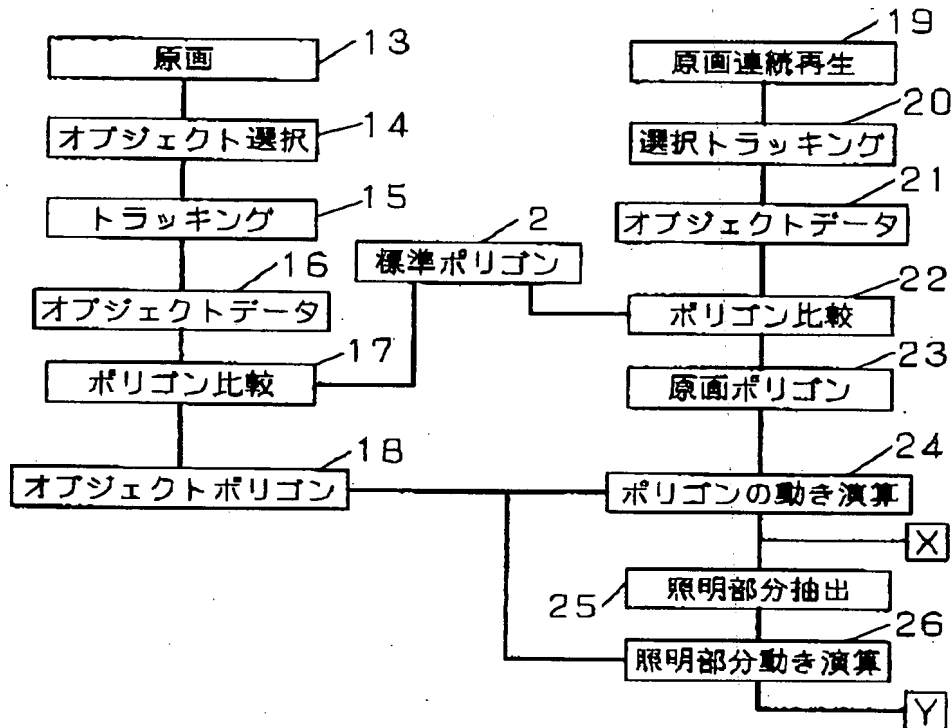 原画
13
オブジェクト選択
14
トラッキング
15
オブジェクトデータ
16
ポリゴン比較
17
オブジェクトポリゴン
18
標準ポリゴン
2
原画連続再生
19
選択トラッキング
20
オブジェクトデータ
21
ポリゴン比較
22
原画ポリゴン
23
ポリゴンの動き演算
24
X
照明部分抽出
25
照明部分動き演算
26
Y